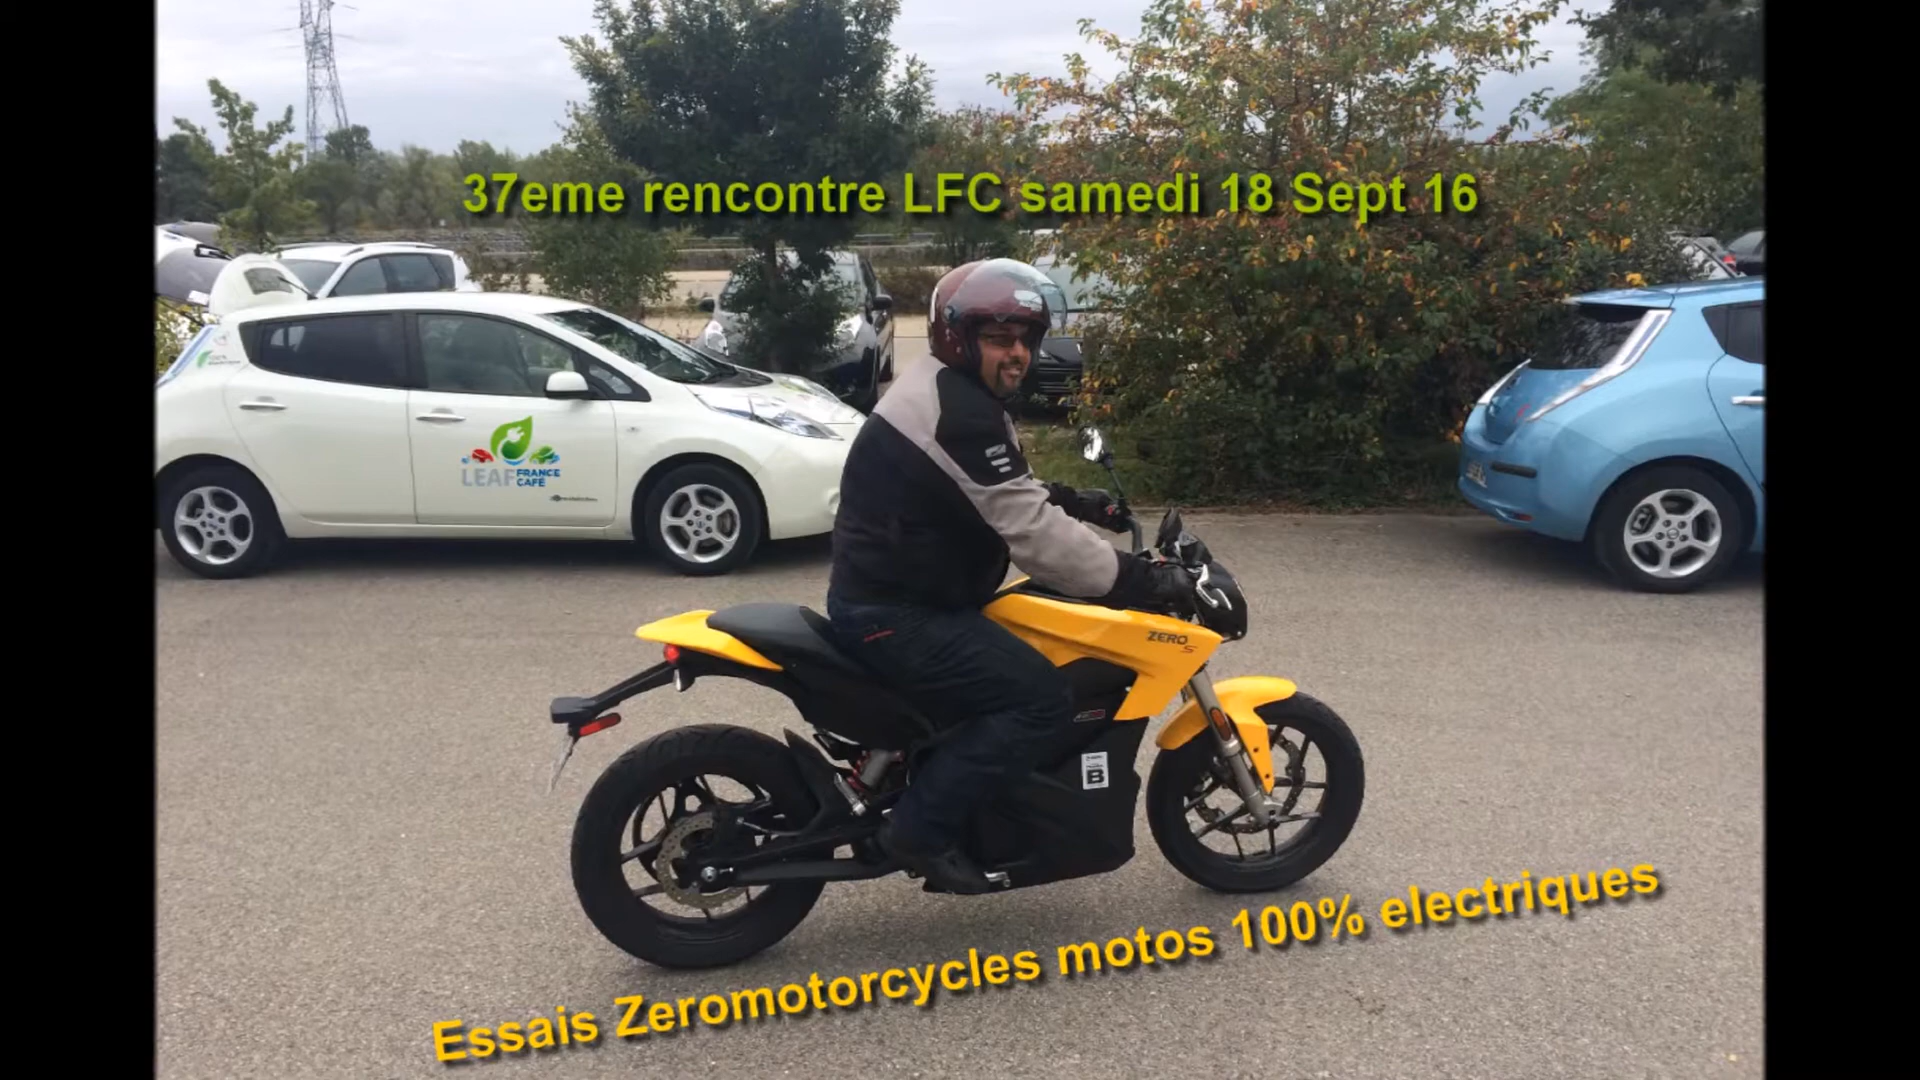 37eme rencontre LFC samedi 18 Sept 16
LEAF FRANCE
CAFÉ
ZERO
S
B
Essais Zeromotorcycles motos 100% electriques